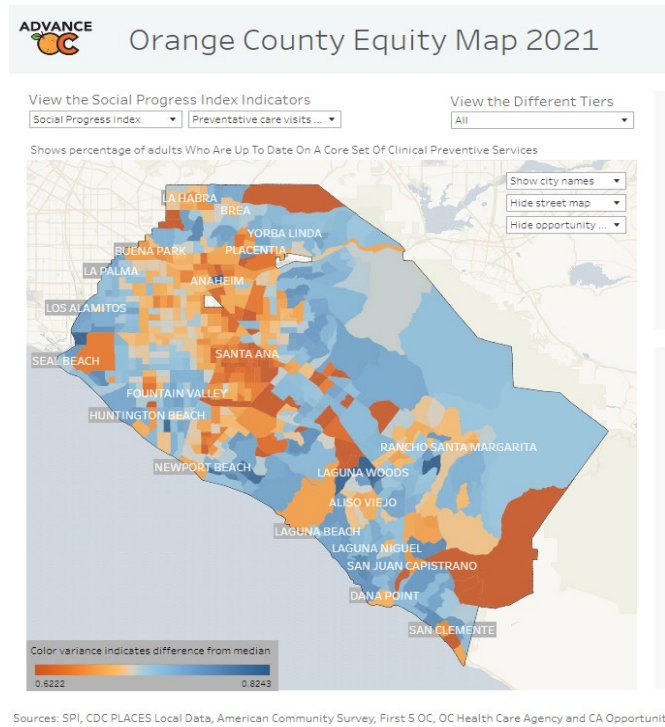 ADVANCE
OC
Orange County Equity Map 2021
View the Social Progress Index Indicators
View the Different Tiers
Social Progress Index
Preventative care visits ...
All
Shows percentage of adults Who Are Up To Date On A Core Set Of Clinical Preventive Services
Show city names
Hide street map
Hide opportunity ...
LA HABRA
BREA
YORBA LINDA
BUENA PARK
PLACENTIA
LA PALMA
ANAHEIM
LOS ALAMITOS
SANTA ANA
SEAL BEACH
FOUNTAIN VALLEY
HUNTINGTON BEACH
RANCHO SANTA MARGARITA
NEWPORT BEACH
LAGUNA WOODS
ALISO VIEJO
LAGUNA BEACH
LAGUNA NIGUEL
SAN JUAN CAPISTRANO
DANA POINT
SAN CLEMENTE
Color variance indicates difference from median
0.6222
0.8243
Sources: SPI, CDC PLACES Local Data, American Community Survey, First 5 OC, OC Health Care Agency and CA Opportunit